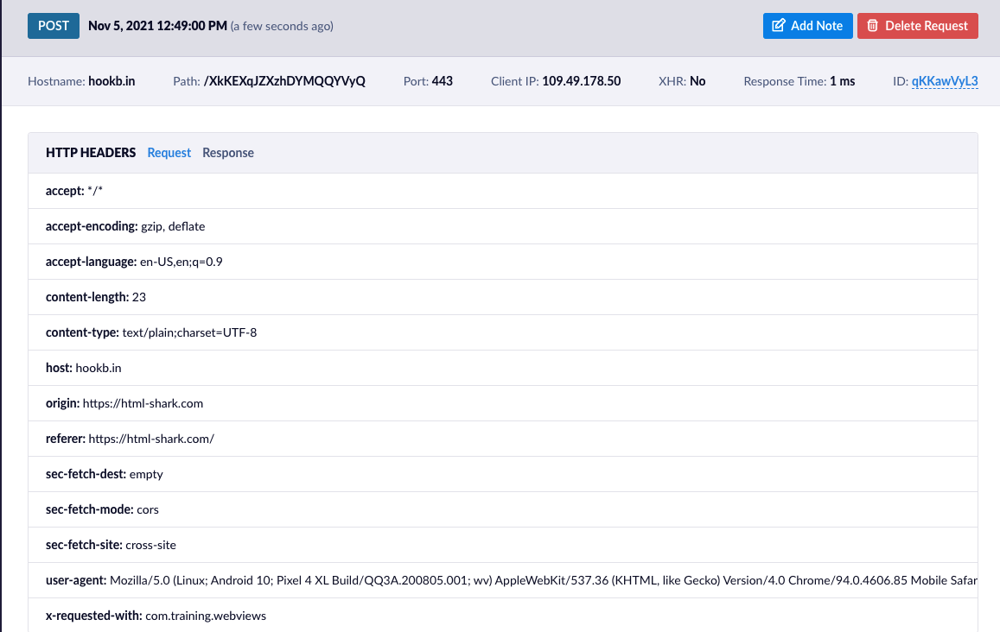 POST Nov 5, 2021 12:49:00 PM (a few seconds ago) Add Note Delete Request
Hostname: hookb.in Path: /XkKEXqJZXzhDYMQQYVyQ Port: 443 Client IP: 109.49.178.50 XHR: No Response Time: 1 ms ID: qKKawVyL3
HTTP HEADERS Request Response
accept: */*
accept-encoding: gzip, deflate
accept-language: en-US,en;q=0.9
content-length: 23
content-type: text/plain;charset=UTF-8
host: hookb.in
origin: https://html-shark.com
referer: https://html-shark.com/
sec-fetch-dest: empty
sec-fetch-mode: cors
sec-fetch-site: cross-site
user-agent: Mozilla/5.0 (Linux; Android 10; Pixel 4 XL Build/QQ3A.200805.001; wv) AppleWebKit/537.36 (KHTML, like Gecko) Version/4.0 Chrome/94.0.4606.85 Mobile Safar
x-requested-with: com.training.webviews